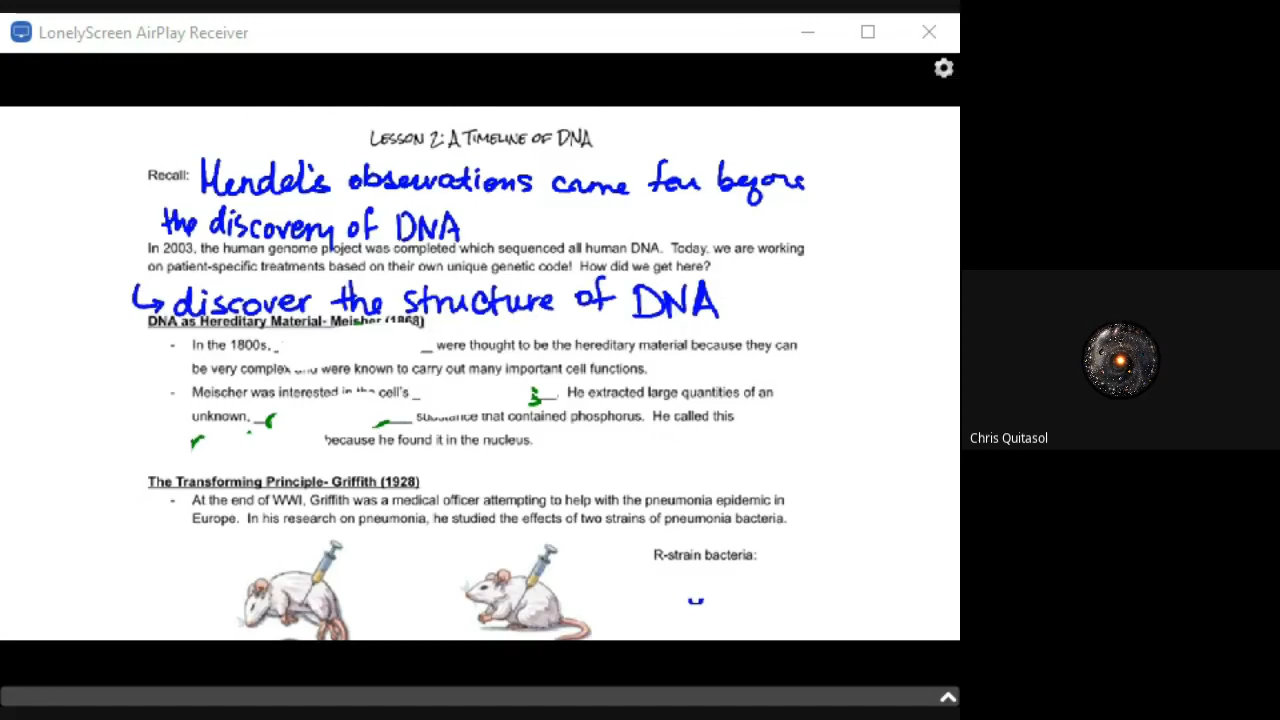 LonelyScreen AirPlay Receiver
LESSON 2: A TIMELINE OF DNA
Recall: Mendel's observations came far before
the discovery of DNA
In 2003, the human genome project was completed which sequenced all human DNA. Today, we are working
on patient-specific treatments based on their own unique genetic code! How did we get here?
↳ discover the structure of DNA
DNA as Hereditary Material- Meisher (1868)
- In the 1800s, _ __ were thought to be the hereditary material because they can
be very complex and were known to carry out many important cell functions.
- Meischer was interested in the cell's _ __. He extracted large quantities of an
unknown, __ ___ substance that contained phosphorus. He called this
because he found it in the nucleus.
The Transforming Principle- Griffith (1928)
- At the end of WWI, Griffith was a medical officer attempting to help with the pneumonia epidemic in
Europe. In his research on pneumonia, he studied the effects of two strains of pneumonia bacteria.
R-strain bacteria:
Chris Quitasol